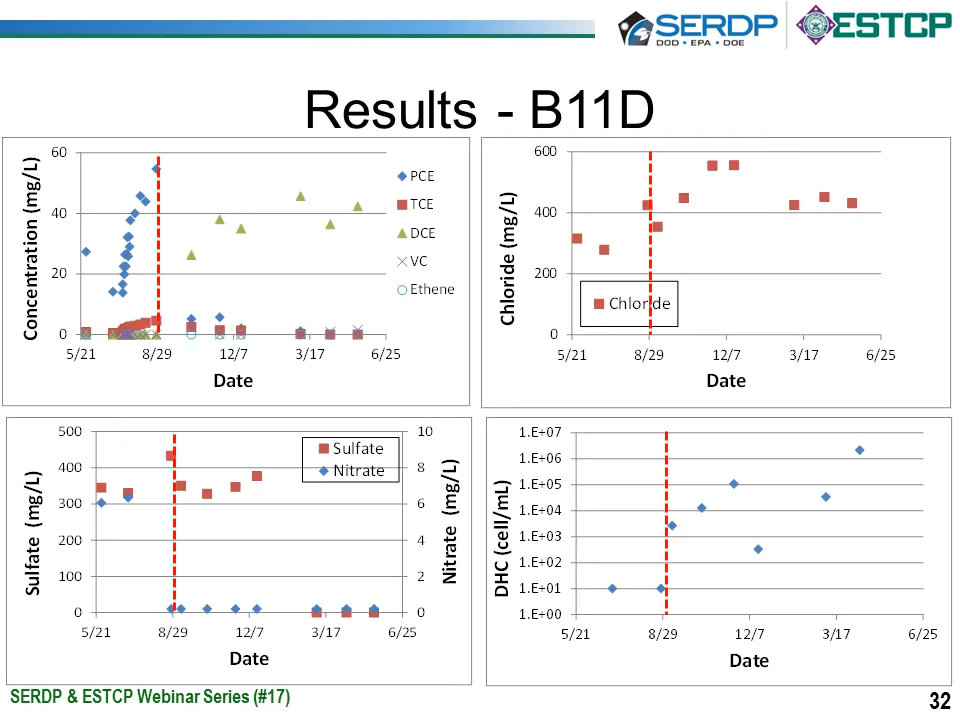 SERDP
DOD • EPA • DOE
ESTCP
Results - B11D
Concentration (mg/L)
60
40
20
0
5/21
8/29
12/7
3/17
6/25
Date
PCE
TCE
DCE
VC
Ethene
Chloride (mg/L)
600
400
200
0
5/21
8/29
12/7
3/17
6/25
Date
Chloride
Sulfate (mg/L)
500
400
300
200
100
0
5/21
8/29
12/7
3/17
6/25
Date
Sulfate
Nitrate
10
8
6
4
2
0
Nitrate (mg/L)
DHC (cell/mL)
1.E+07
1.E+06
1.E+05
1.E+04
1.E+03
1.E+02
1.E+01
1.E+00
5/21
8/29
12/7
3/17
6/25
Date
SERDP & ESTCP Webinar Series (#17)
32